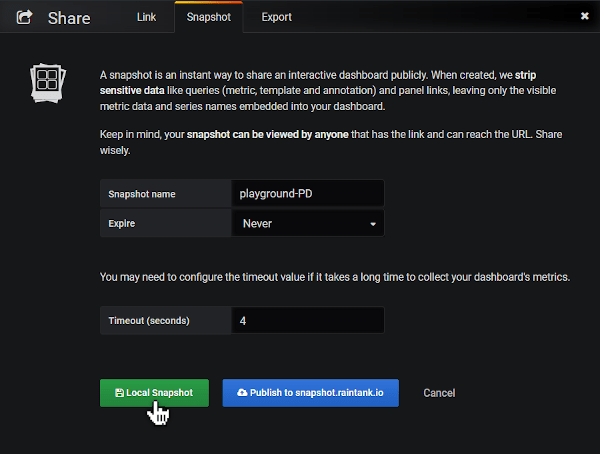 Share Link Snapshot Export
A snapshot is an instant way to share an interactive dashboard publicly. When created, we strip
sensitive data like queries (metric, template and annotation) and panel links, leaving only the visible
metric data and series names embedded into your dashboard.
Keep in mind, your snapshot can be viewed by anyone that has the link and can reach the URL. Share
wisely.
Snapshot name playground-PD
Expire Never
You may need to configure the timeout value if it takes a long time to collect your dashboard's metrics.
Timeout (seconds) 4
Local Snapshot Publish to snapshot.raintank.io Cancel